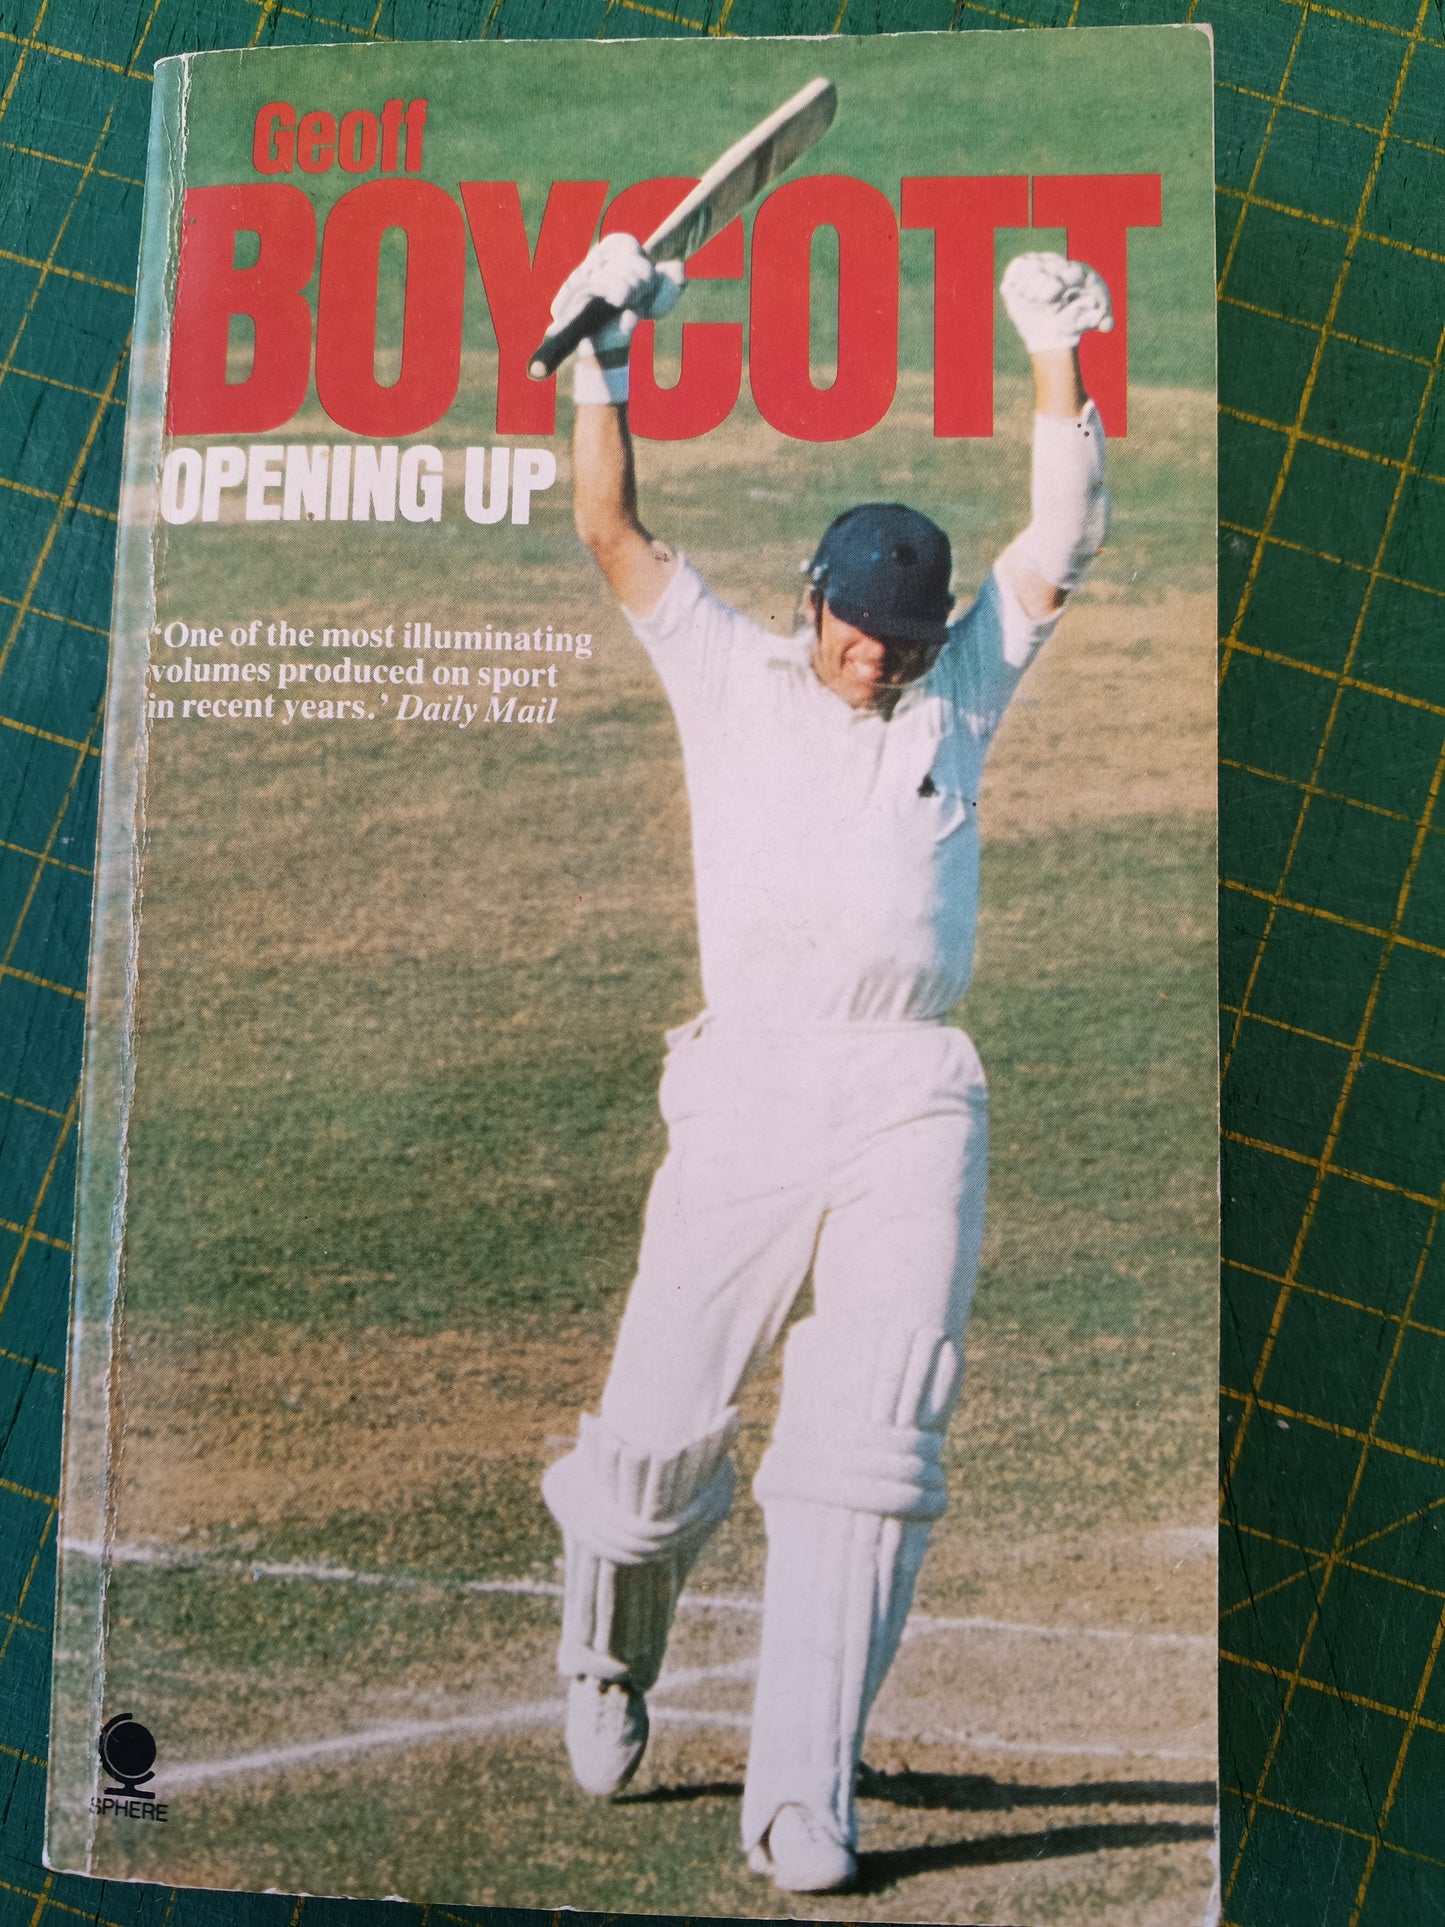 Geoff
BOYCOTT
OPENING UP
‘One of the most illuminating
volumes produced on sport
in recent years.’ Daily Mail
SPHERE